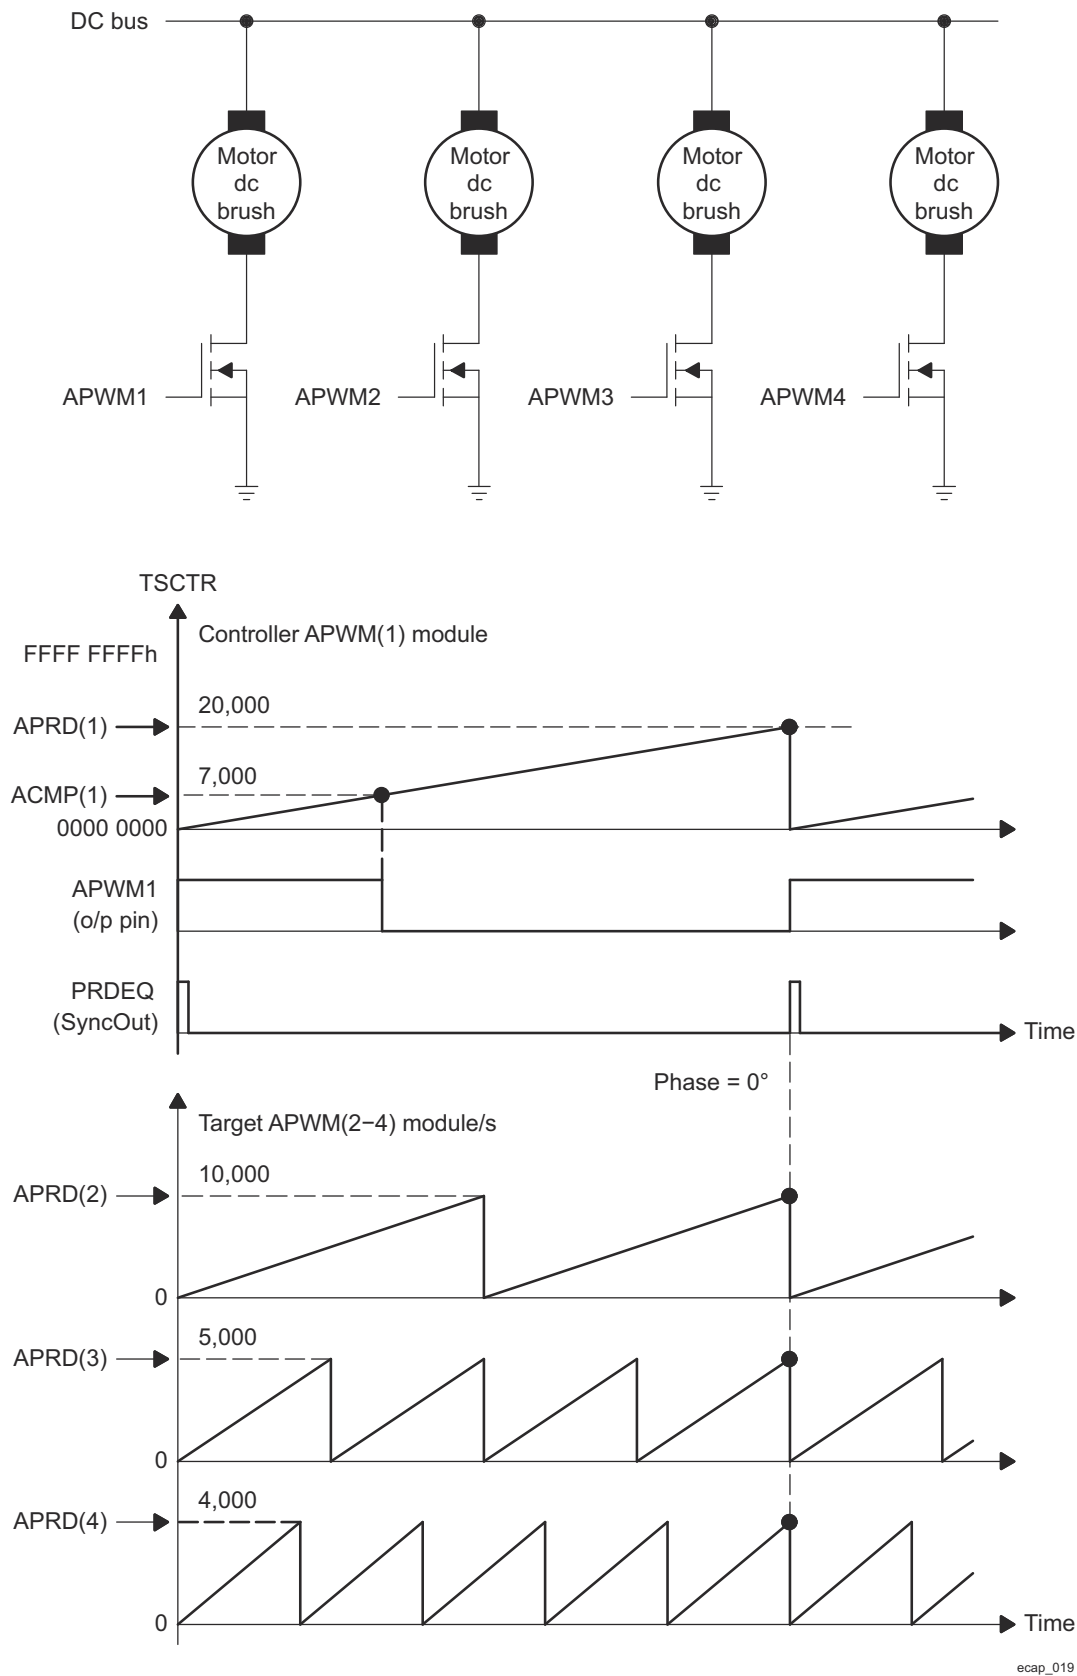 DC bus
Motor dc brush
Motor dc brush
Motor dc brush
Motor dc brush
APWM1
APWM2
APWM3
APWM4
TSCTR
Controller APWM(1) module
FFFF FFFFh
20,000
APRD(1)
7,000
ACMP(1)
0000 0000
APWM1
(o/p pin)
PRDEQ
(SyncOut)
Time
Phase = 0°
Target APWM(2−4) module/s
10,000
APRD(2)
0
5,000
APRD(3)
0
4,000
APRD(4)
0
Time
ecap_019